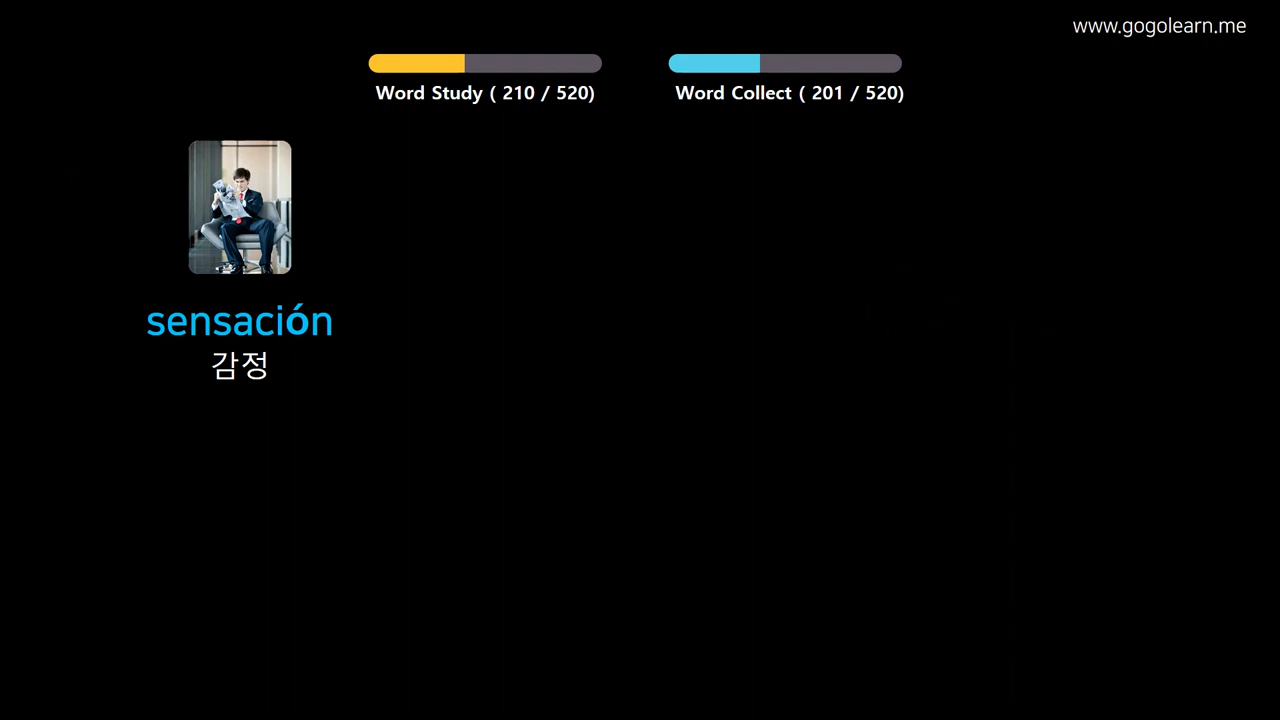 www.gogolearn.me
Word Study ( 210 / 520)
Word Collect ( 201 / 520)
sensación
감정